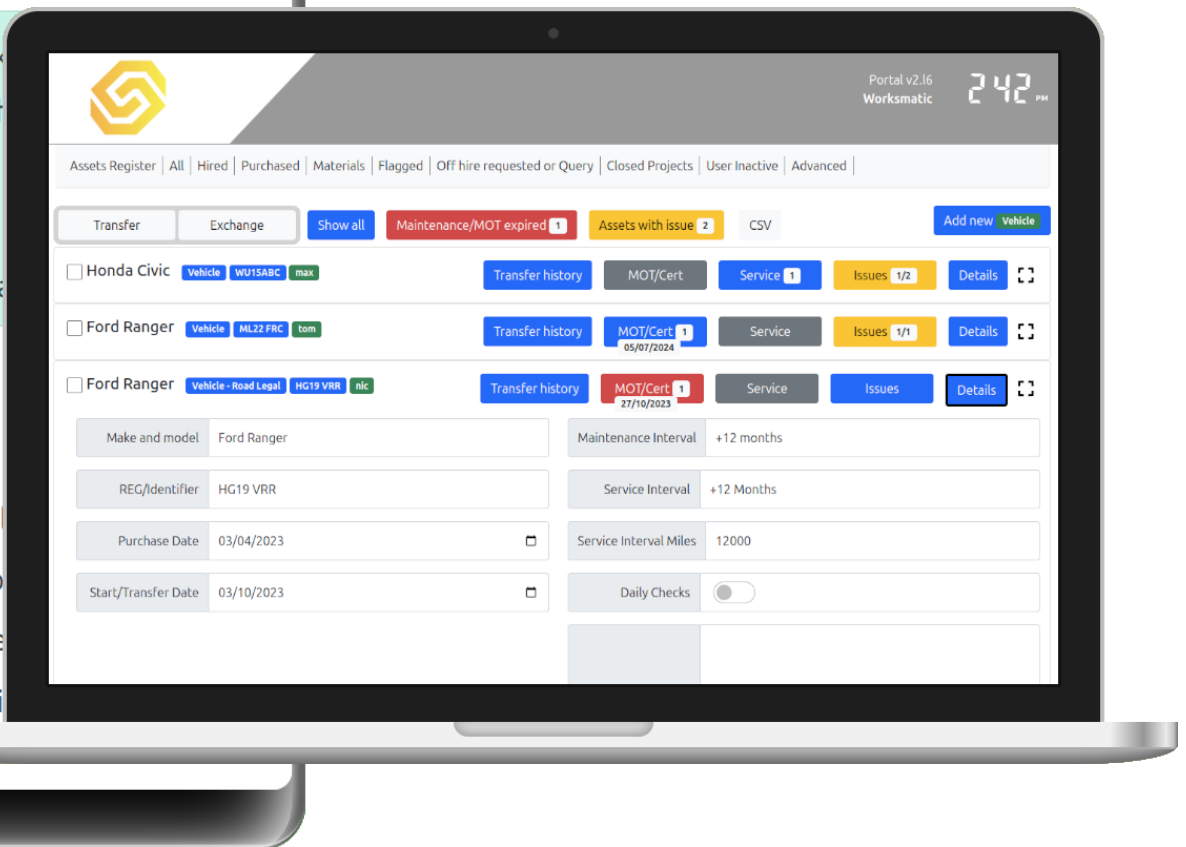 Portal v2.l6
Worksmatic
242 PM
Assets Register | All | Hired | Purchased | Materials | Flagged | Off hire requested or Query | Closed Projects | User Inactive | Advanced |
Transfer Exchange Show all Maintenance/MOT expired 1 Assets with issue 2 CSV Add new Vehicle
Honda Civic Vehicle WU15ABC max Transfer history MOT/Cert Service 1 Issues 1/2 Details
Ford Ranger Vehicle ML22 FRC tom Transfer history MOT/Cert 1 Service Issues 1/1 Details
05/07/2024
Ford Ranger Vehicle - Road Legal HG19 VRR nic Transfer history MOT/Cert 1 Service Issues Details
27/10/2023
Make and model Ford Ranger Maintenance Interval +12 months
REG/Identifier HG19 VRR Service Interval +12 Months
Purchase Date 03/04/2023 Service Interval Miles 12000
Start/Transfer Date 03/10/2023 Daily Checks